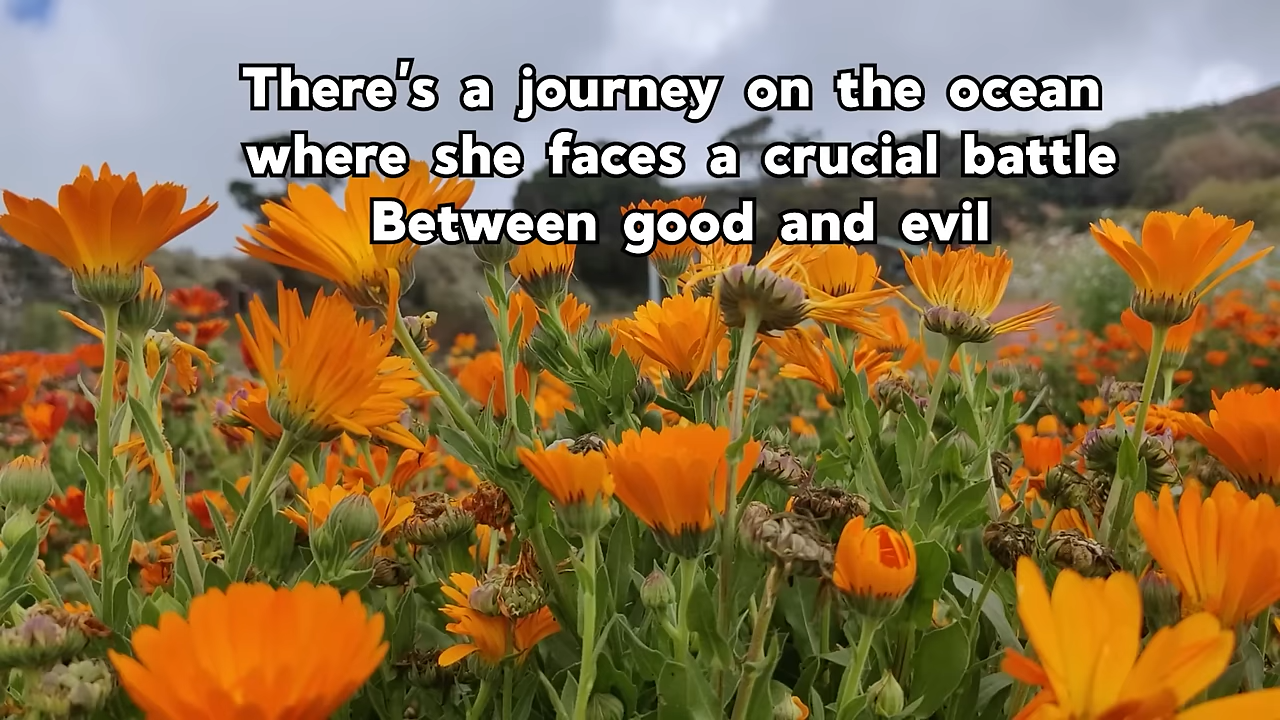 There's a journey on the ocean
where she faces a crucial battle
Between good and evil